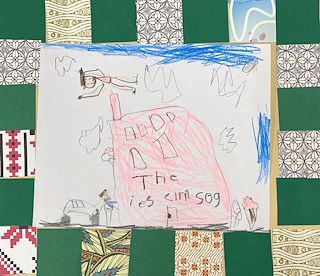 The
ies cim sog